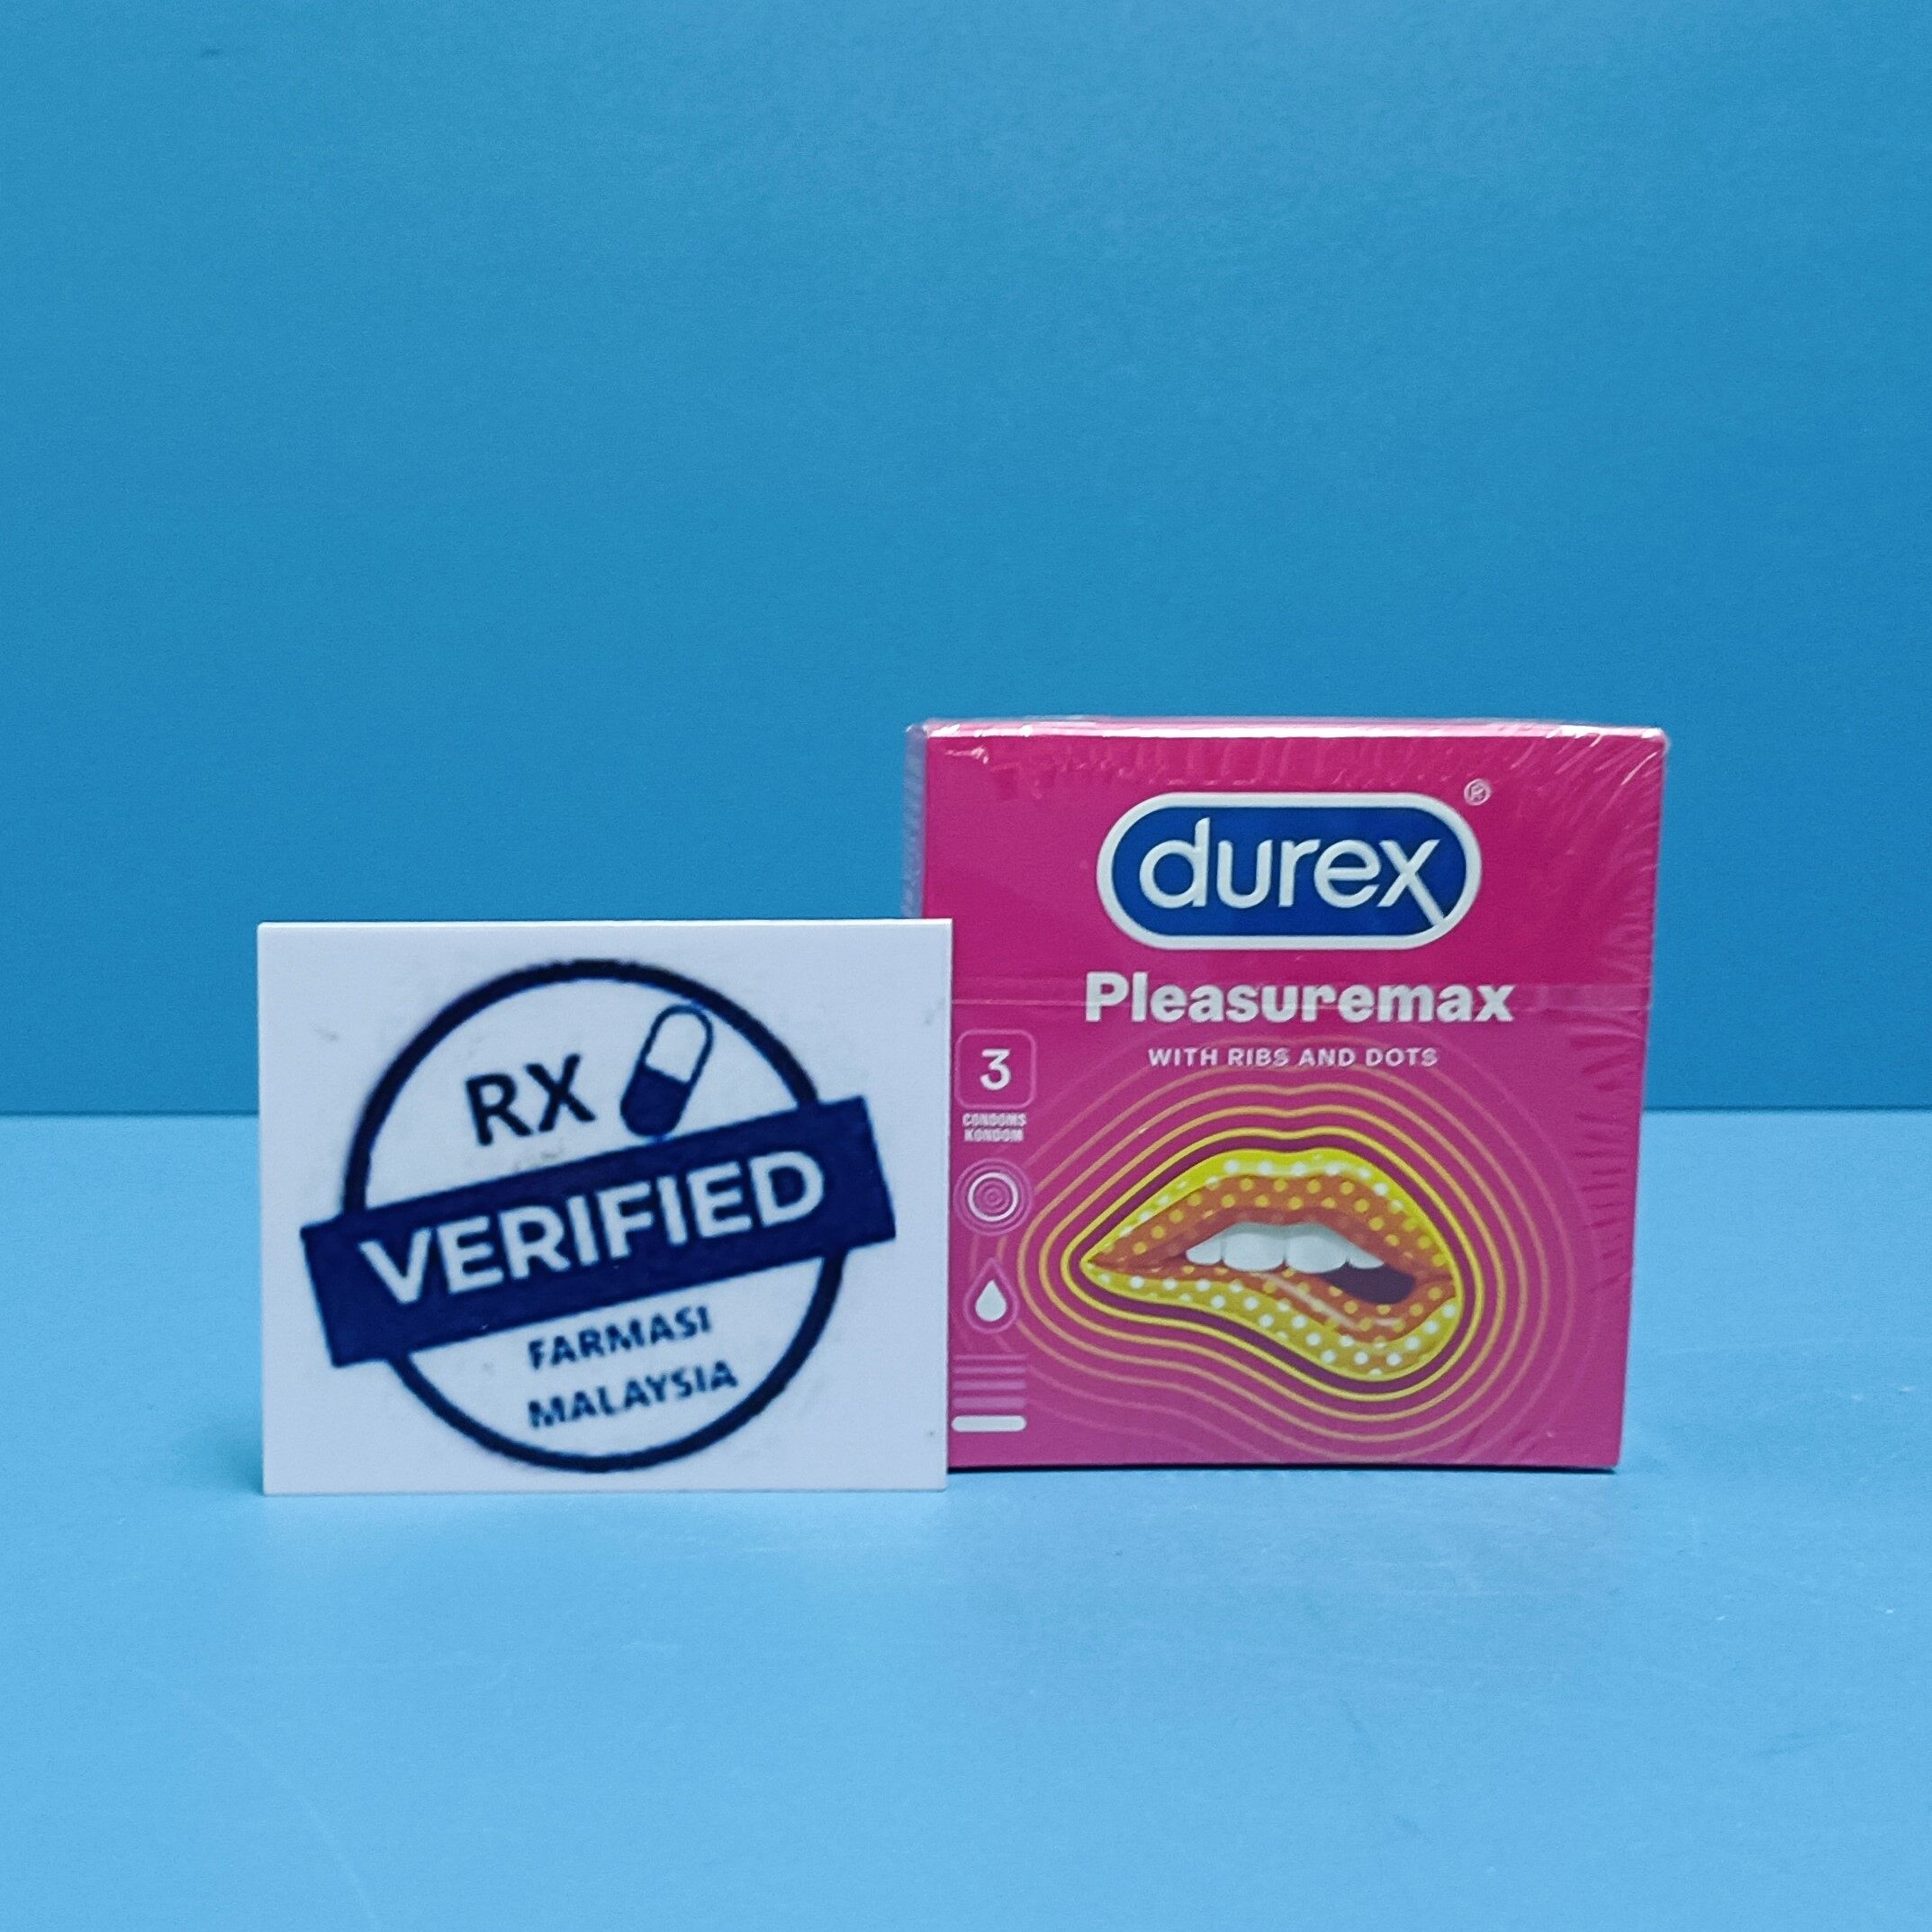 RX
VERIFIED
FARMASI
MALAYSIA
durex®
Pleasuremax
WITH RIBS AND DOTS
3
CONDOMS
KONDOM